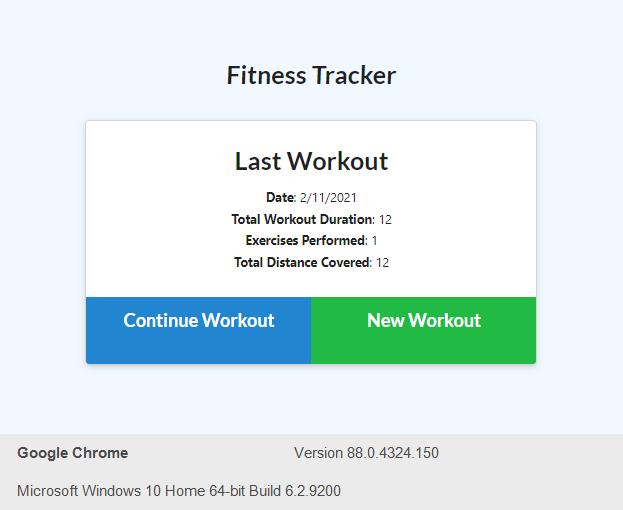 Fitness Tracker
Last Workout
Date: 2/11/2021
Total Workout Duration: 12
Exercises Performed: 1
Total Distance Covered: 12
Continue Workout New Workout
Google Chrome Version 88.0.4324.150
Microsoft Windows 10 Home 64-bit Build 6.2.9200